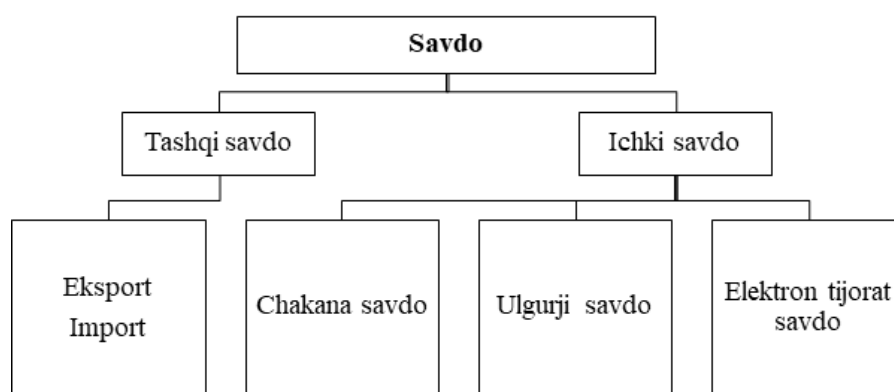 Savdo
Tashqi savdo
Ichki savdo
Eksport
Import
Chakana savdo
Ulgurji savdo
Elektron tijorat
savdo